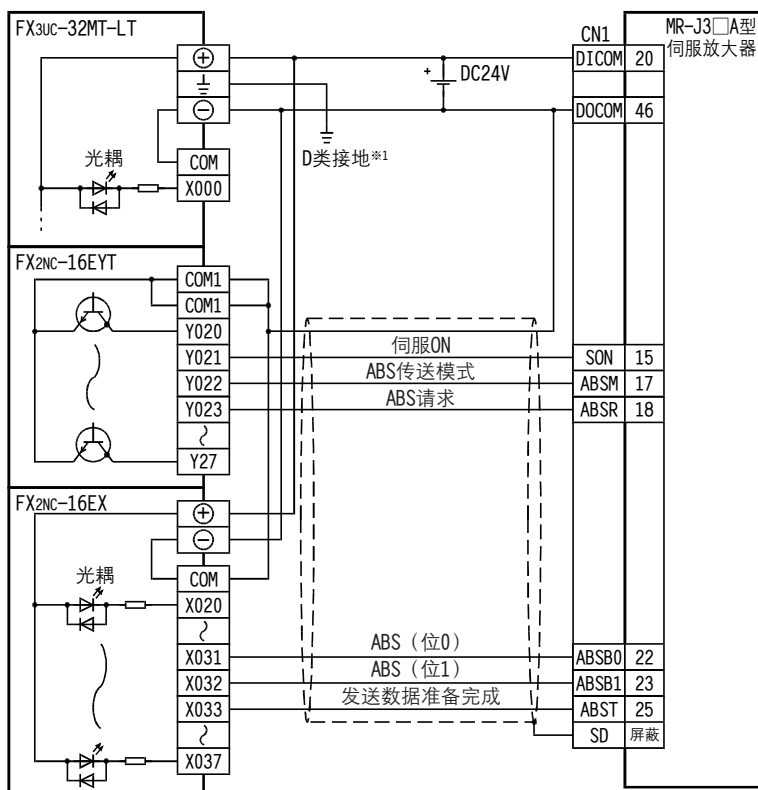 FX3UC-32MT-LT
光耦
COM
X000
D类接地※1
DC24V
CN1
MR-J3□A型
伺服放大器
DICOM 20
DOCOM 46
FX2NC-16EYT
COM1
COM1
Y020
Y021 伺服ON SON 15
Y022 ABS传送模式 ABSM 17
Y023 ABS请求 ABSR 18
Y27
FX2NC-16EX
光耦
COM
X020
X031 ABS（位0） ABSB0 22
X032 ABS（位1） ABSB1 23
X033 发送数据准备完成 ABST 25
SD 屏蔽
X037